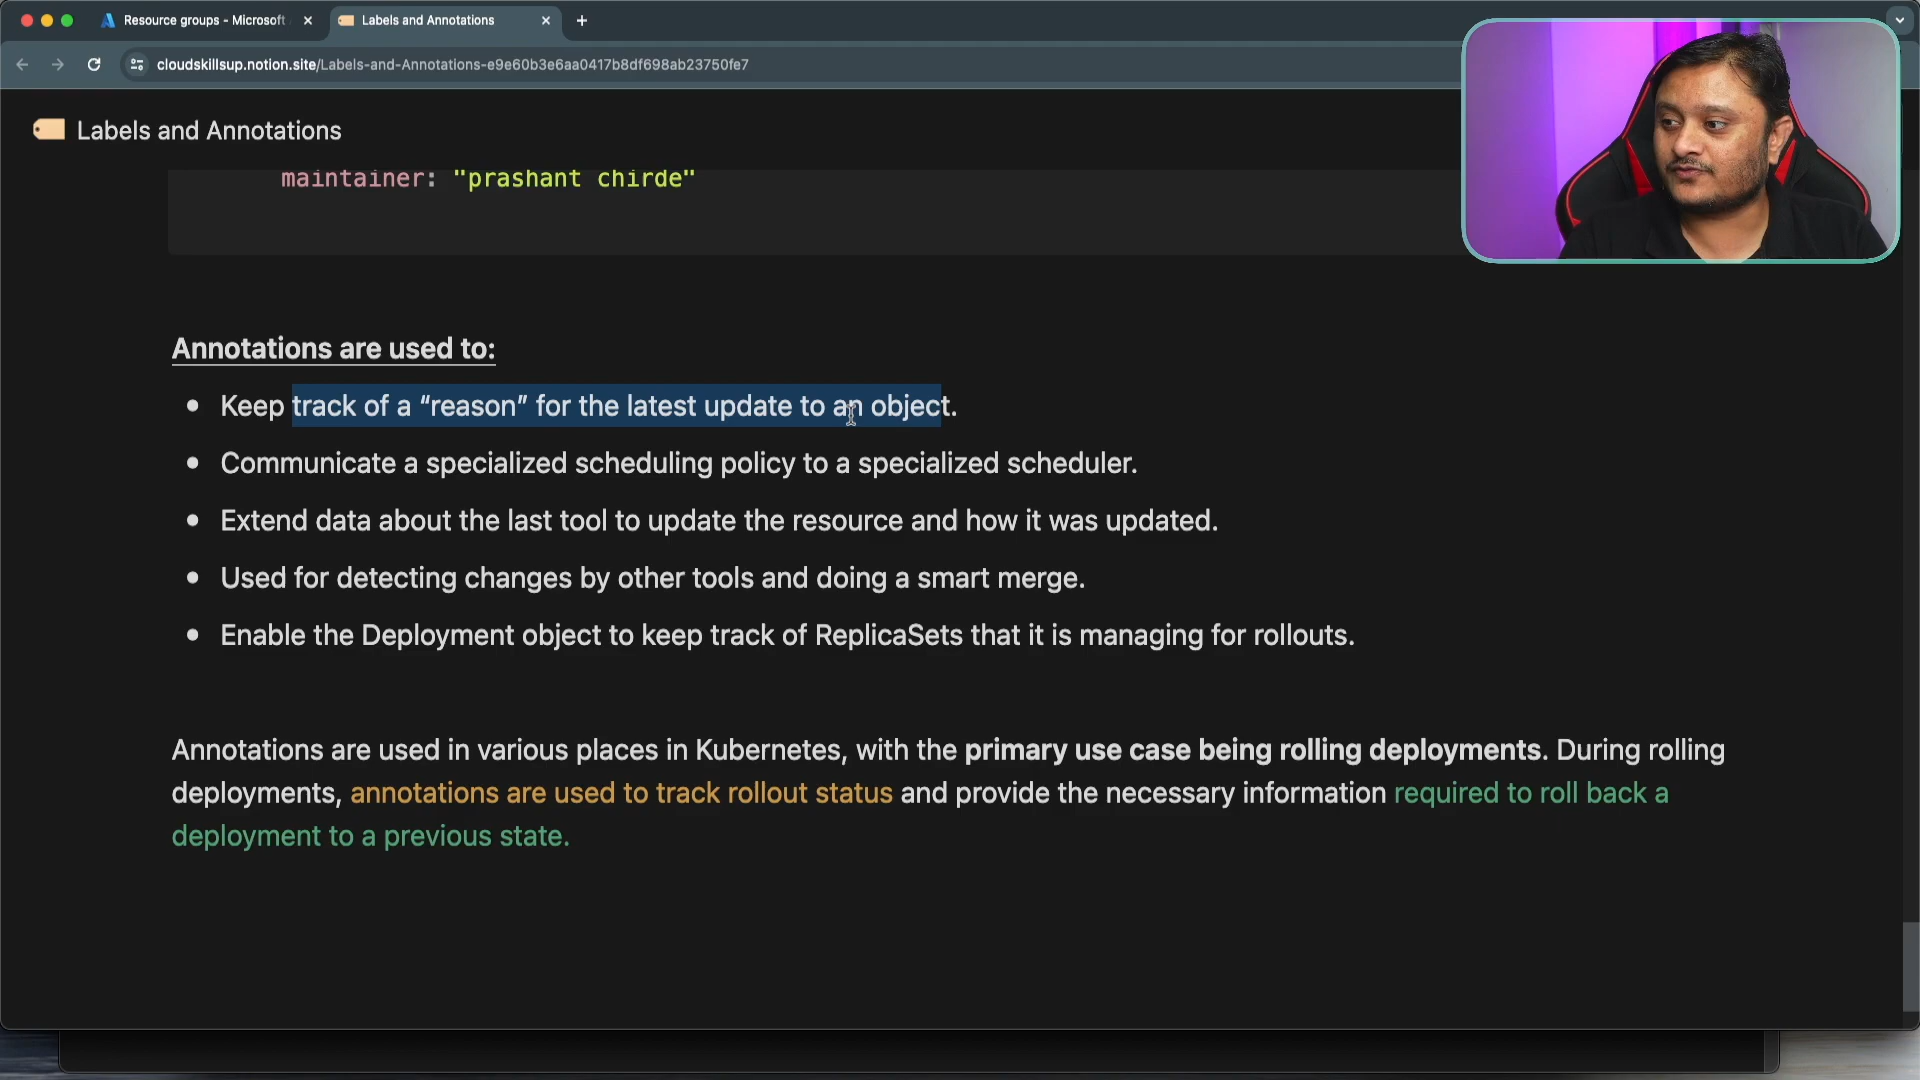 Resource groups - Microsoft
Labels and Annotations
cloudskillsup.notion.site/Labels-and-Annotations-e9e60b3e6aa0417b8df698ab23750fe7
Labels and Annotations
maintainer: "prashant chirde"
Annotations are used to:
Keep track of a “reason” for the latest update to an object.
Communicate a specialized scheduling policy to a specialized scheduler.
Extend data about the last tool to update the resource and how it was updated.
Used for detecting changes by other tools and doing a smart merge.
Enable the Deployment object to keep track of ReplicaSets that it is managing for rollouts.
Annotations are used in various places in Kubernetes, with the primary use case being rolling deployments. During rolling
deployments, annotations are used to track rollout status and provide the necessary information required to roll back a
deployment to a previous state.